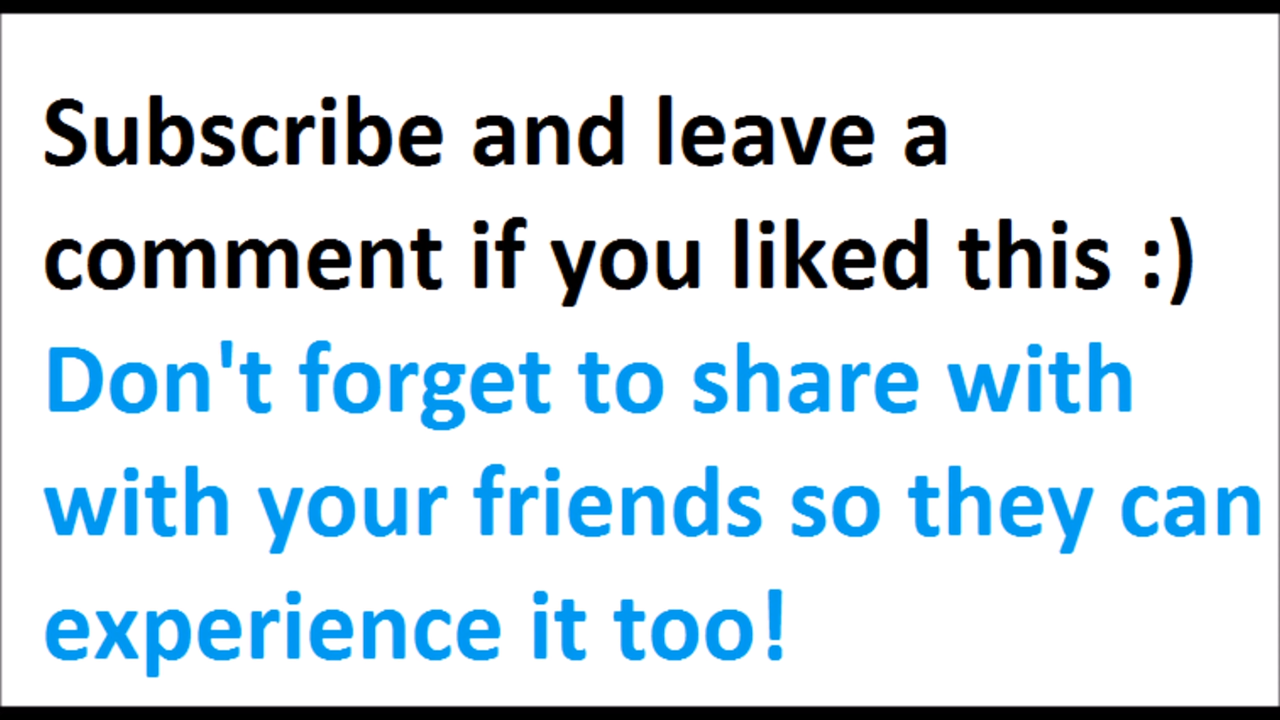 Subscribe and leave a
comment if you liked this :)
Don't forget to share with
with your friends so they can
experience it too!